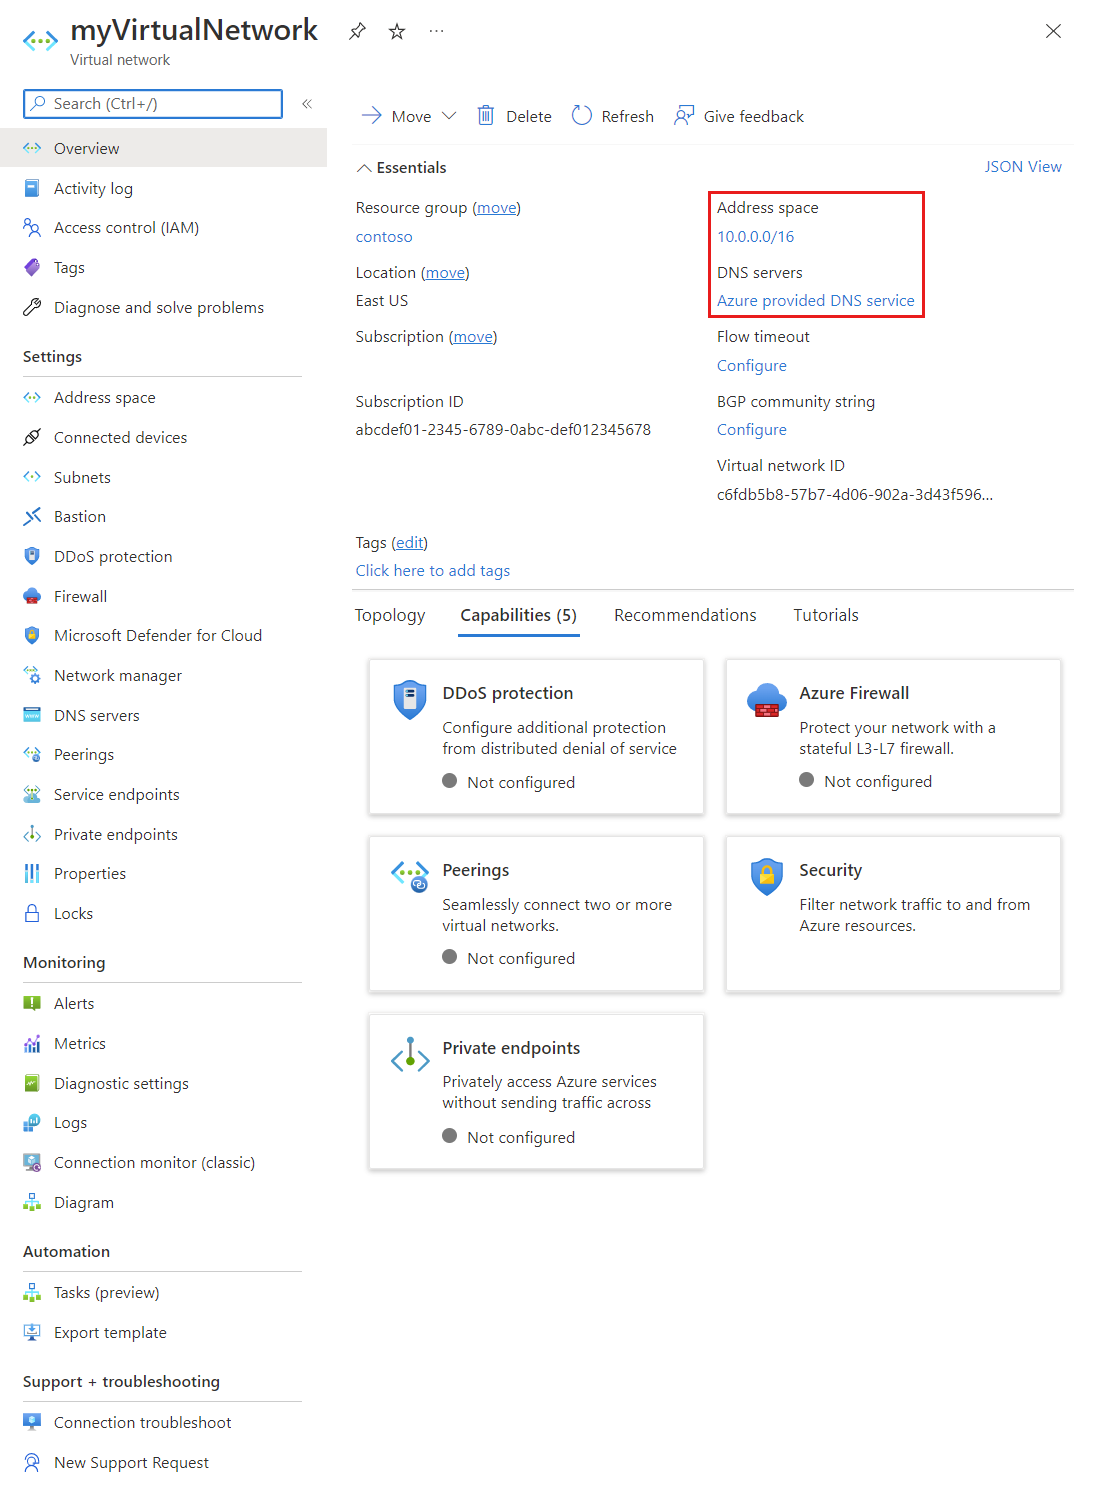 myVirtualNetwork
Virtual network
Search (Ctrl+/)
Overview
Activity log
Access control (IAM)
Tags
Diagnose and solve problems
Settings
Address space
Connected devices
Subnets
Bastion
DDoS protection
Firewall
Microsoft Defender for Cloud
Network manager
DNS servers
Peerings
Service endpoints
Private endpoints
Properties
Locks
Monitoring
Alerts
Metrics
Diagnostic settings
Logs
Connection monitor (classic)
Diagram
Automation
Tasks (preview)
Export template
Support + troubleshooting
Connection troubleshoot
New Support Request
Move Delete Refresh Give feedback
Essentials
JSON View
Resource group (move)
contoso
Location (move)
East US
Subscription (move)
Subscription ID
abcdef01-2345-6789-0abc-def012345678
Address space
10.0.0.0/16
DNS servers
Azure provided DNS service
Flow timeout
Configure
BGP community string
Configure
Virtual network ID
c6fdb5b8-57b7-4d06-902a-3d43f596...
Tags (edit)
Click here to add tags
Topology Capabilities (5) Recommendations Tutorials
DDoS protection
Configure additional protection
from distributed denial of service
Not configured
Azure Firewall
Protect your network with a
stateful L3-L7 firewall.
Not configured
Peerings
Seamlessly connect two or more
virtual networks.
Not configured
Security
Filter network traffic to and from
Azure resources.
Private endpoints
Privately access Azure services
without sending traffic across
Not configured